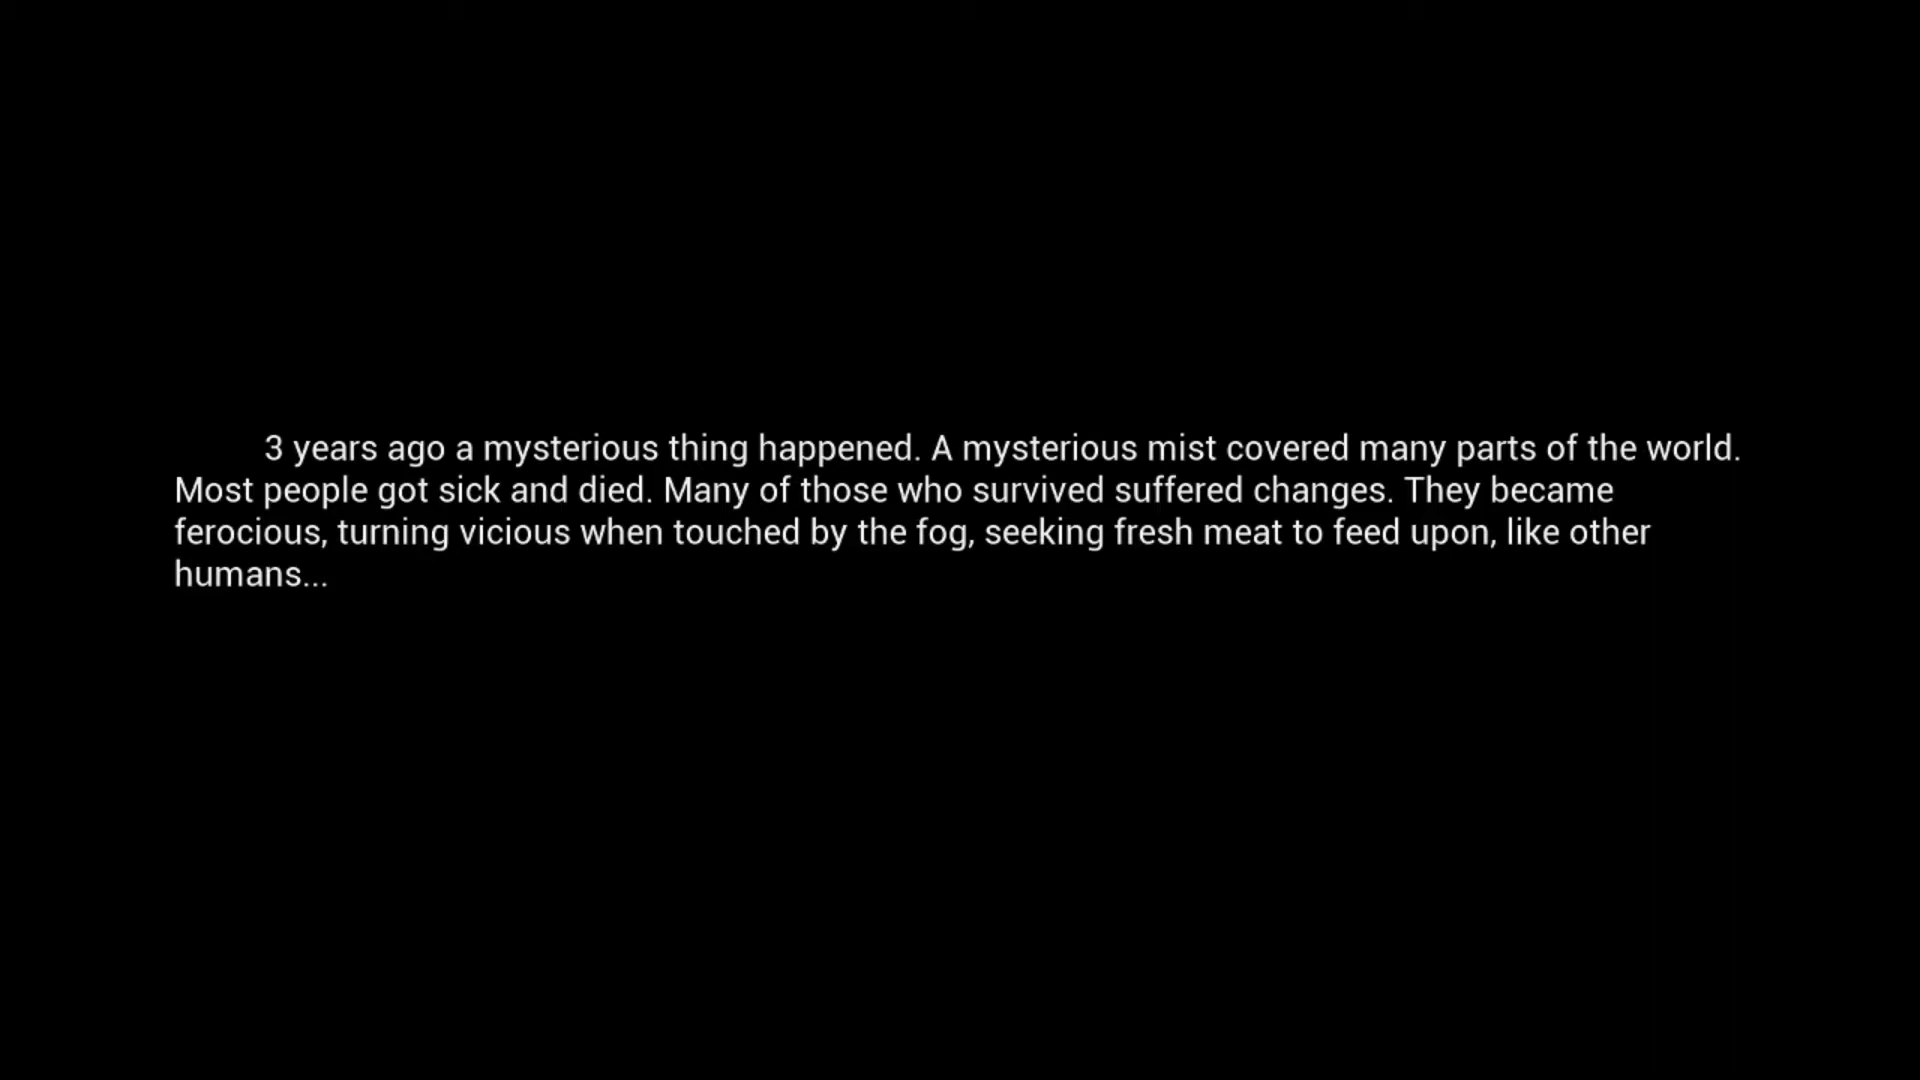 3 years ago a mysterious thing happened. A mysterious mist covered many parts of the world.
Most people got sick and died. Many of those who survived suffered changes. They became
ferocious, turning vicious when touched by the fog, seeking fresh meat to feed upon, like other
humans...